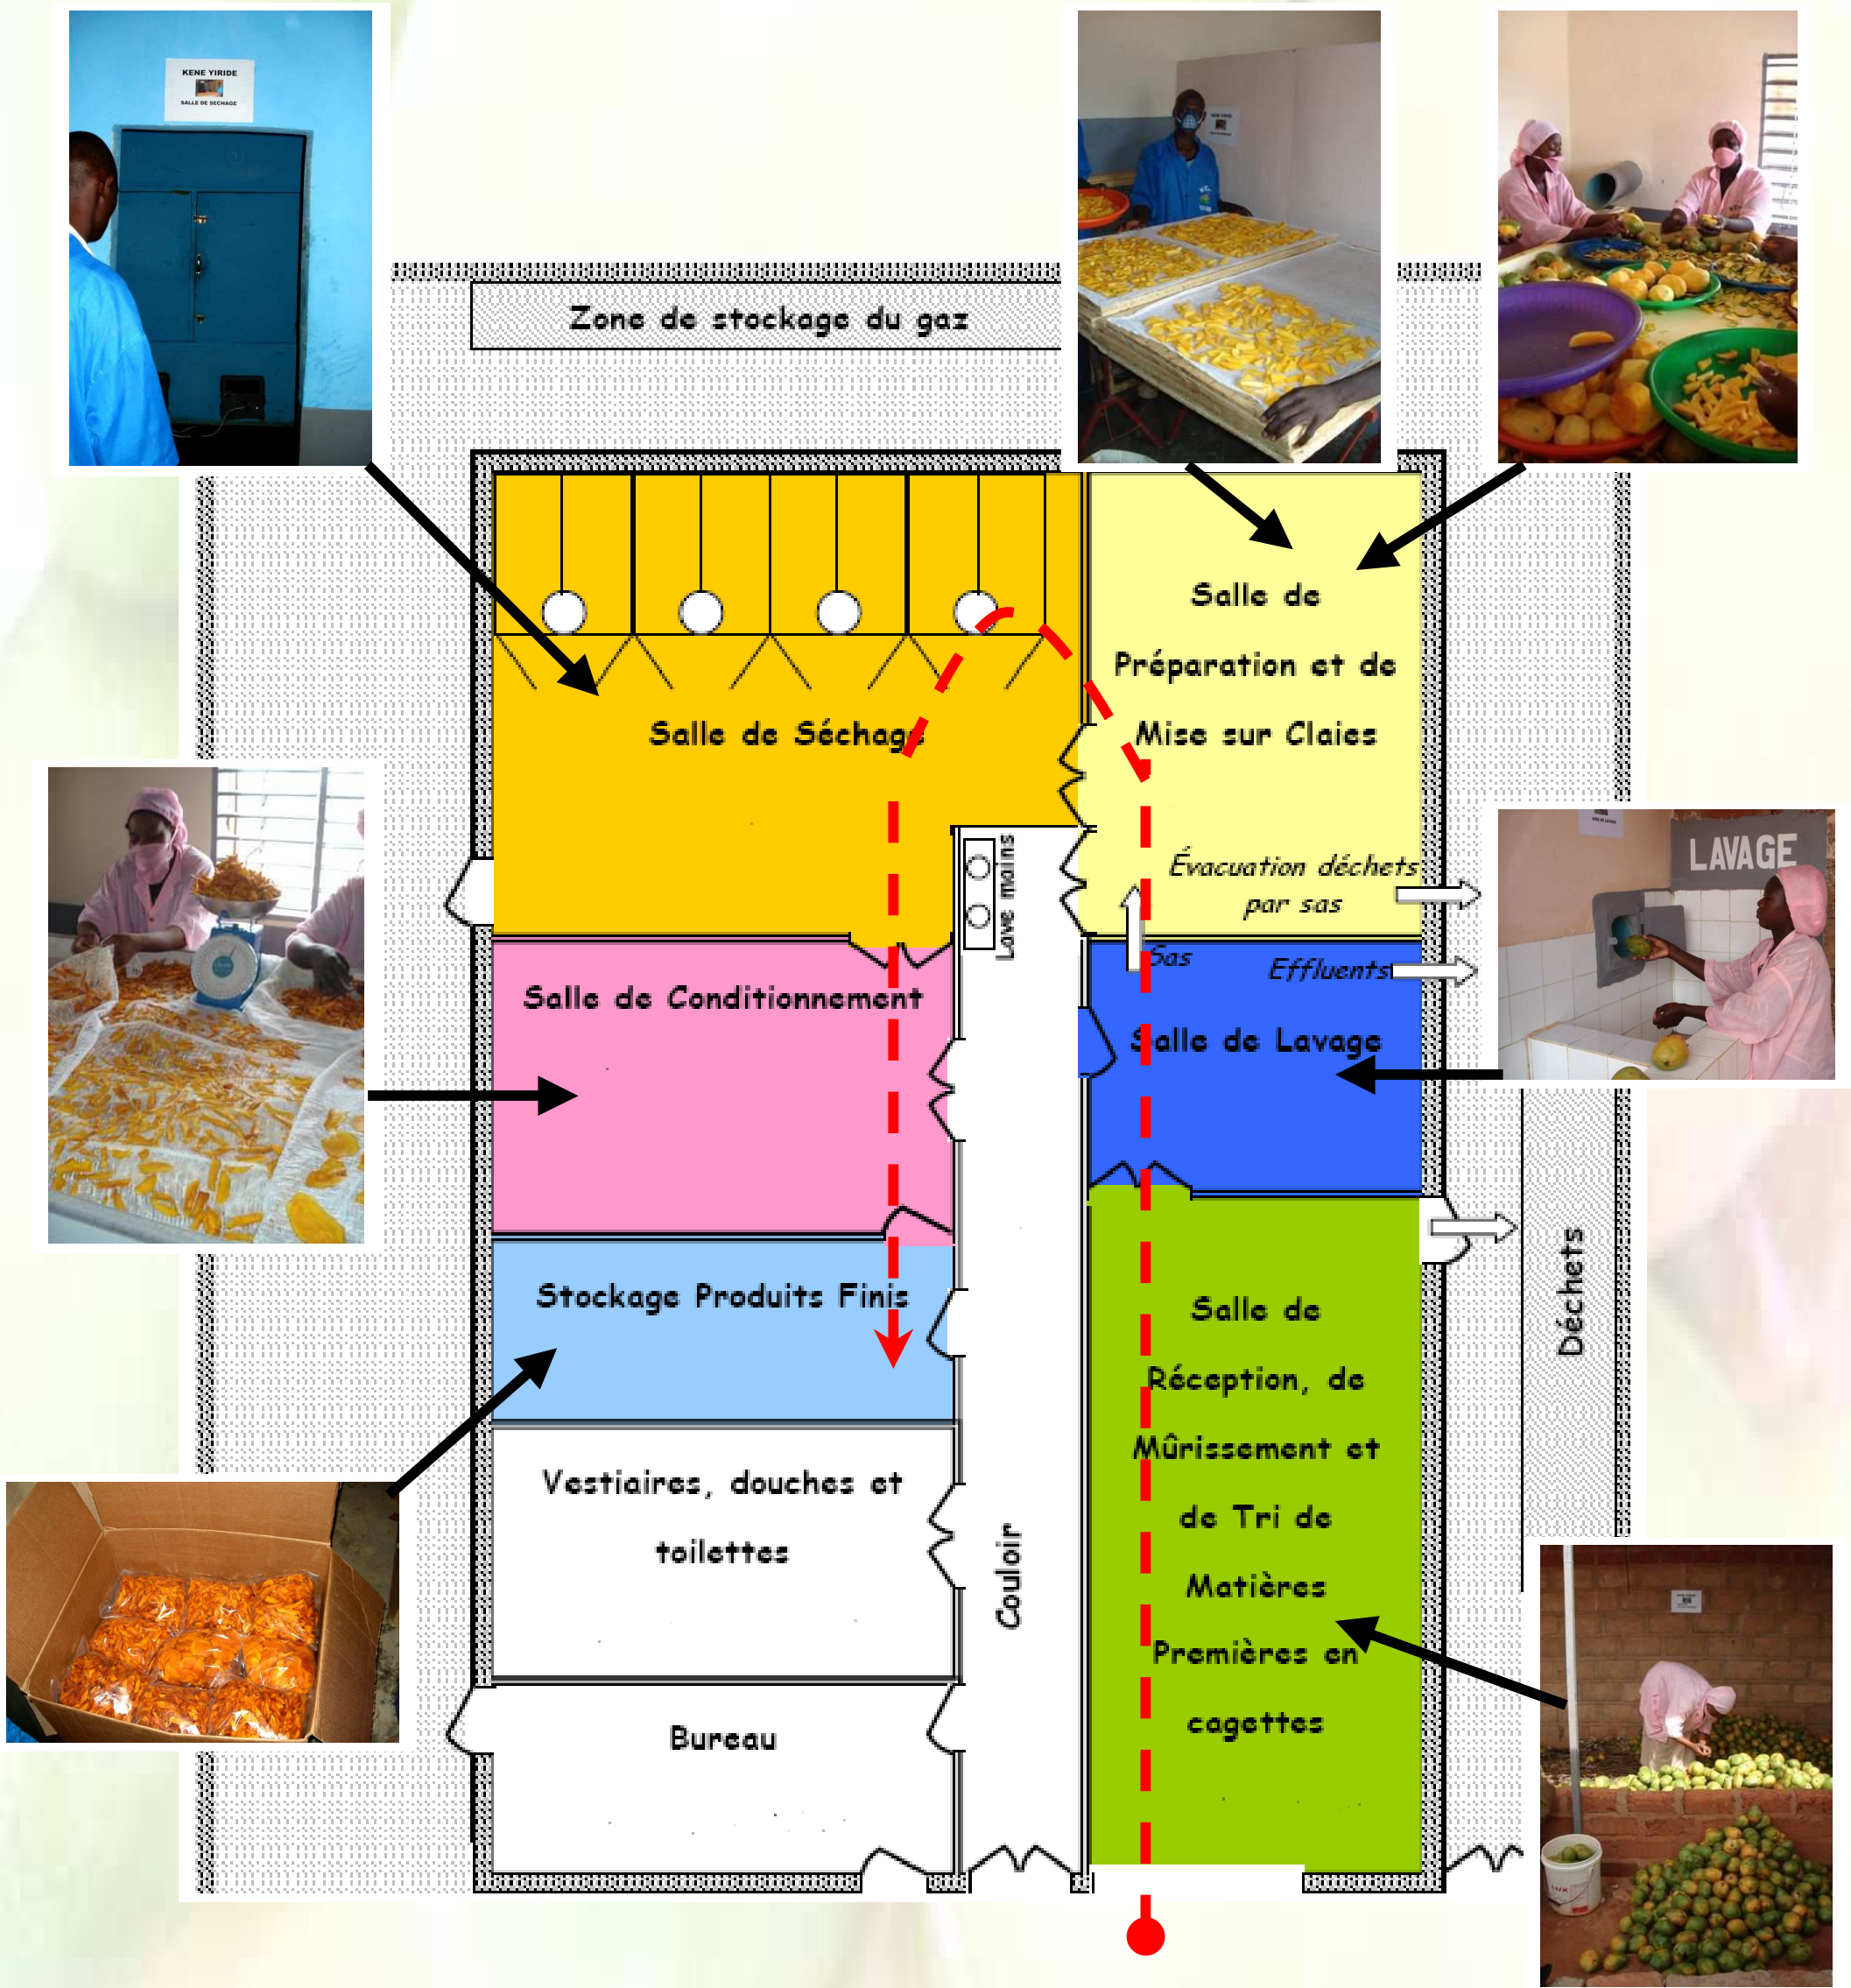 KENE YIRIDE
SALLE DE SECHAGE
Zone de stockage du gaz
Salle de
Préparation et de
Mise sur Claies
Salle de Séchage
Lave mains
Évacuation déchets
par sas
Sas
Effluents
LAVAGE
Salle de Conditionnement
Salle de Lavage
Stockage Produits Finis
Salle de
Réception, de
Mûrissement et
de Tri de
Matières
Premières en
cagettes
Déchets
Vestiaires, douches et
toilettes
Couloir
Bureau